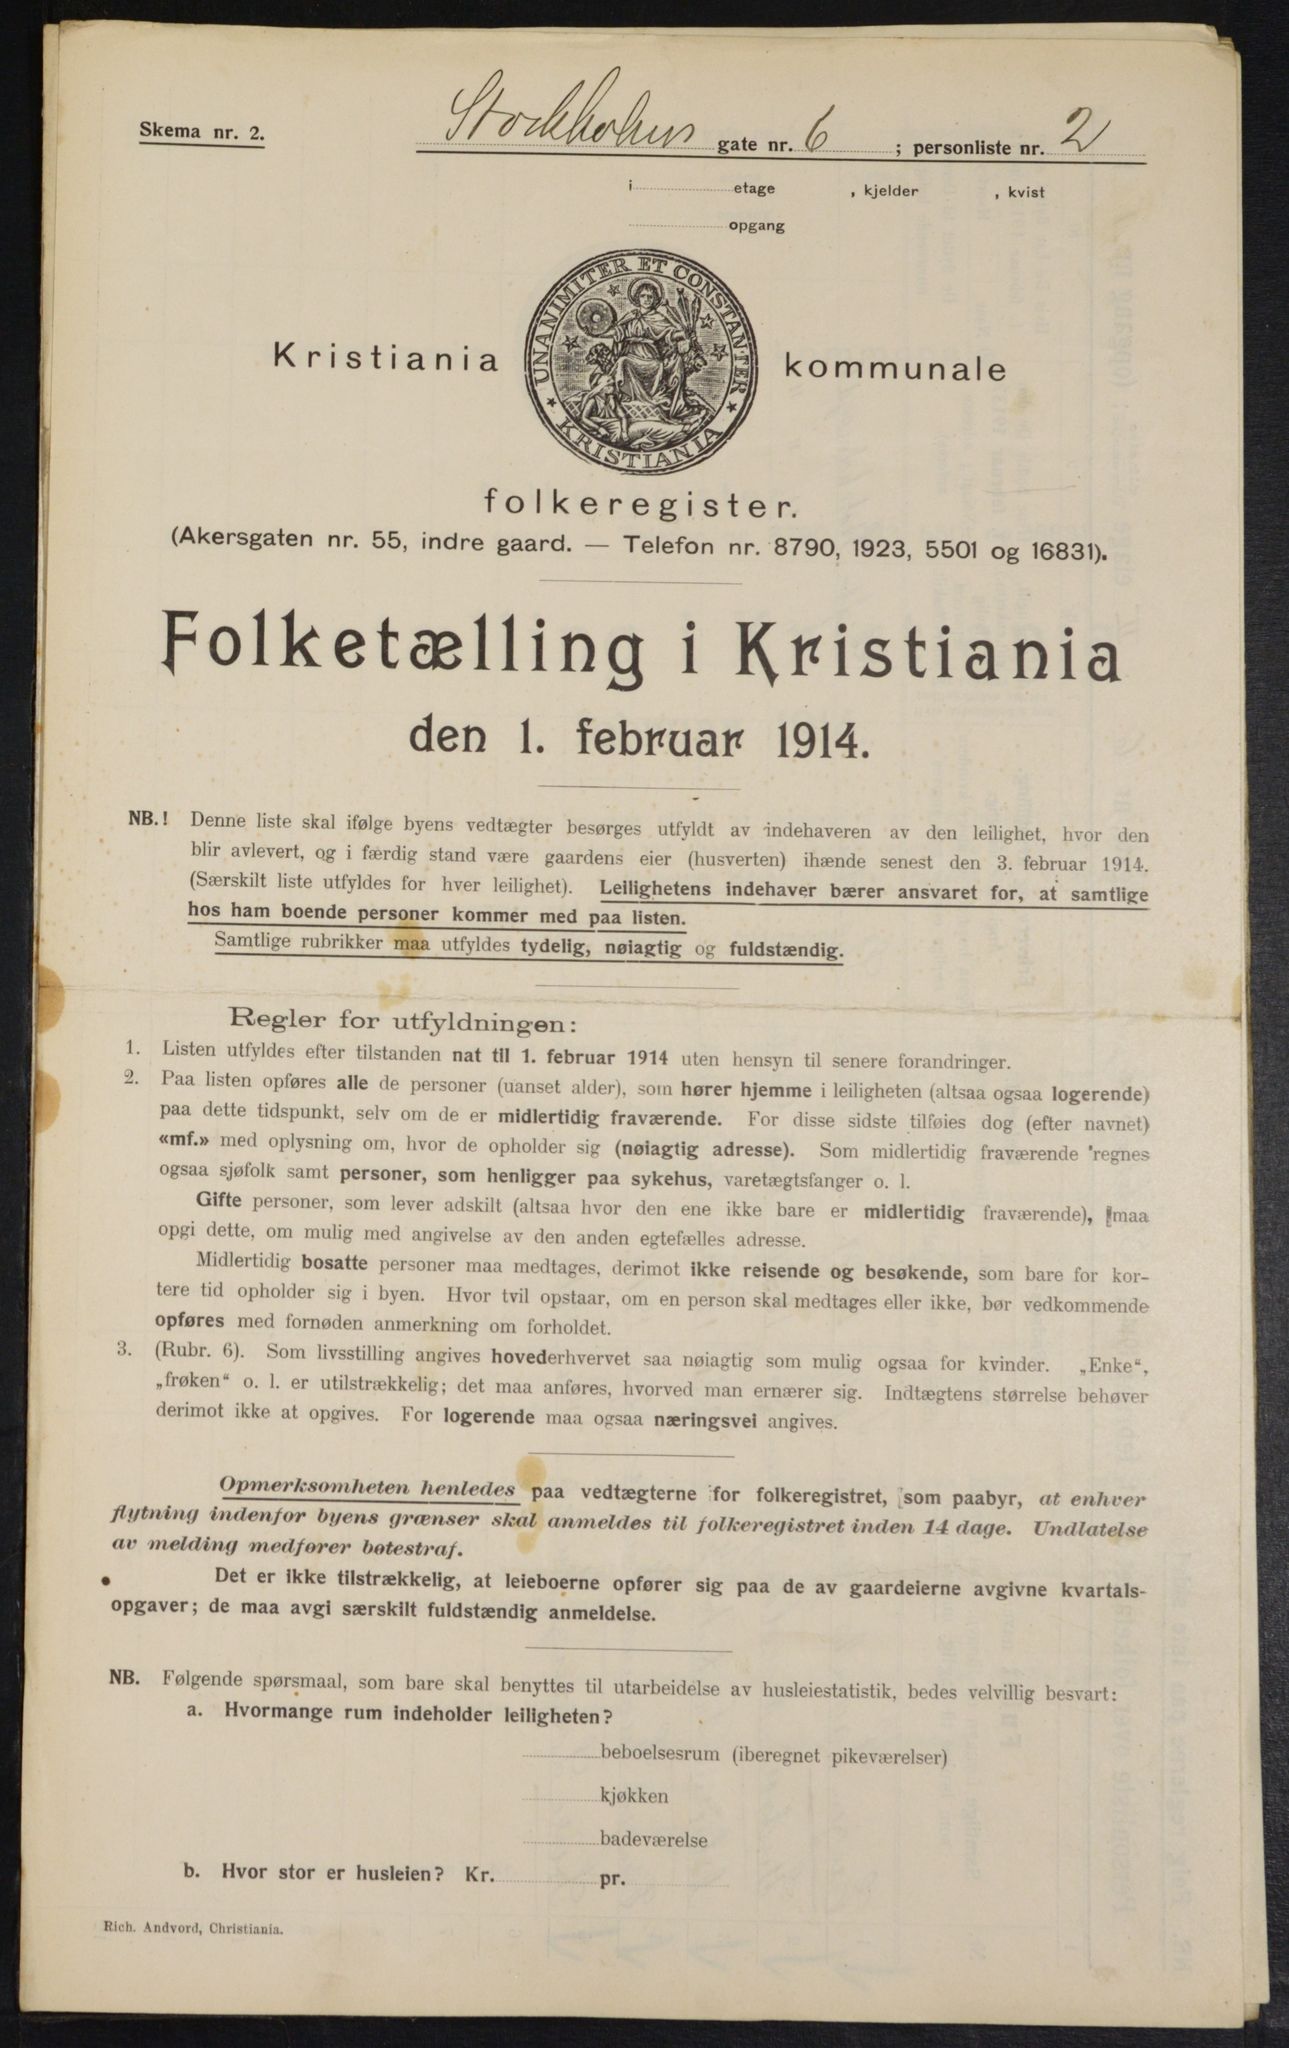 Skema nr. 2.
Stockholms gate nr. 6 ; personliste nr. 2
i etage , kjelder , kvist
opgang
UNANIMITER ET CONSTANTER
KRISTIANIA
Kristiania kommunale
folkeregister.
(Akersgaten nr. 55, indre gaard. — Telefon nr. 8790, 1923, 5501 og 16831).
Folketælling i Kristiania
den 1. februar 1914.
NB.! Denne liste skal ifølge byens vedtægter besørges utfyldt av indehaveren av den leilighet, hvor den
blir avlevert, og i færdig stand være gaardens eier (husverten) ihænde senest den 3. februar 1914.
(Særskilt liste utfyldes for hver leilighet). Leilighetens indehaver bærer ansvaret for, at samtlige
hos ham boende personer kommer med paa listen.
Samtlige rubrikker maa utfyldes tydelig, nøiagtig og fuldstændig.
Regler for utfyldningen:
1. Listen utfyldes efter tilstanden nat til 1. februar 1914 uten hensyn til senere forandringer.
2. Paa listen opføres alle de personer (uanset alder), som hører hjemme i leiligheten (altsaa ogsaa logerende)
paa dette tidspunkt, selv om de er midlertidig fraværende. For disse sidste tilføies dog (efter navnet)
«mf.» med oplysning om, hvor de opholder sig (nøiagtig adresse). Som midlertidig fraværende regnes
ogsaa sjøfolk samt personer, som henligger paa sykehus, varetægtsfanger o. l.
Gifte personer, som lever adskilt (altsaa hvor den ene ikke bare er midlertidig fraværende), maa
opgi dette, om mulig med angivelse av den anden egtefælles adresse.
Midlertidig bosatte personer maa medtages, derimot ikke reisende og besøkende, som bare for kor-
tere tid opholder sig i byen. Hvor tvil opstaar, om en person skal medtages eller ikke, bør vedkommende
opføres med fornøden anmerkning om forholdet.
3. (Rubr. 6). Som livsstilling angives hovederhvervet saa nøiagtig som mulig ogsaa for kvinder. „Enke“,
„frøken“ o. l. er utilstrækkelig; det maa anføres, hvorved man ernærer sig. Indtægtens størrelse behøver
derimot ikke at opgives. For logerende maa ogsaa næringsvei angives.
Opmerksomheten henledes paa vedtægterne for folkeregistret, som paabyr, at enhver
flytning indenfor byens grænser skal anmeldes til folkeregistret inden 14 dage. Undlatelse
av melding medfører bøtestraf.
Det er ikke tilstrækkelig, at leieboerne opfører sig paa de av gaardeierne avgivne kvartals-
opgaver; de maa avgi særskilt fuldstændig anmeldelse.
NB. Følgende spørsmaal, som bare skal benyttes til utarbeidelse av husleiestatistik, bedes velvillig besvart:
a. Hvormange rum indeholder leiligheten?
beboelsesrum (iberegnet pikeværelser)
kjøkken
badeværelse
b. Hvor stor er husleien? Kr. pr.
Rich. Andvord, Christiania.